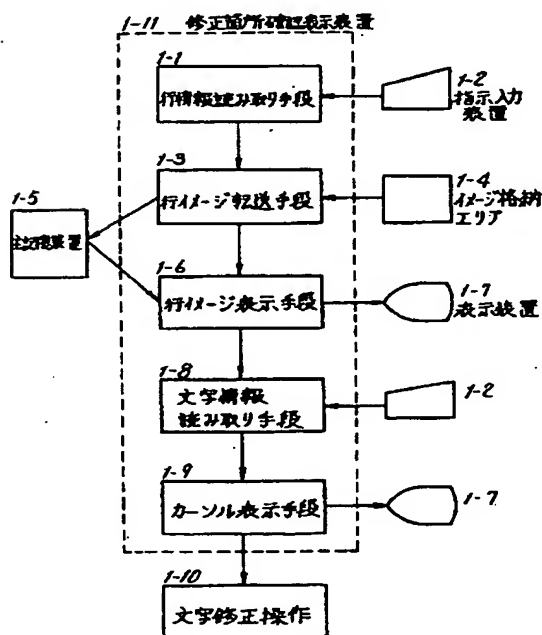 1-11 修正箇所確認表示装置
1-1
行情報読み取り手段
1-2
指示入力
装置
1-3
行イメージ転送手段
1-4
イメージ格納
エリア
1-5
主記憶装置
1-6
行イメージ表示手段
1-7
表示装置
1-8
文字情報
読み取り手段
1-2
1-9
カーソル表示手段
1-7
1-10
文字修正操作